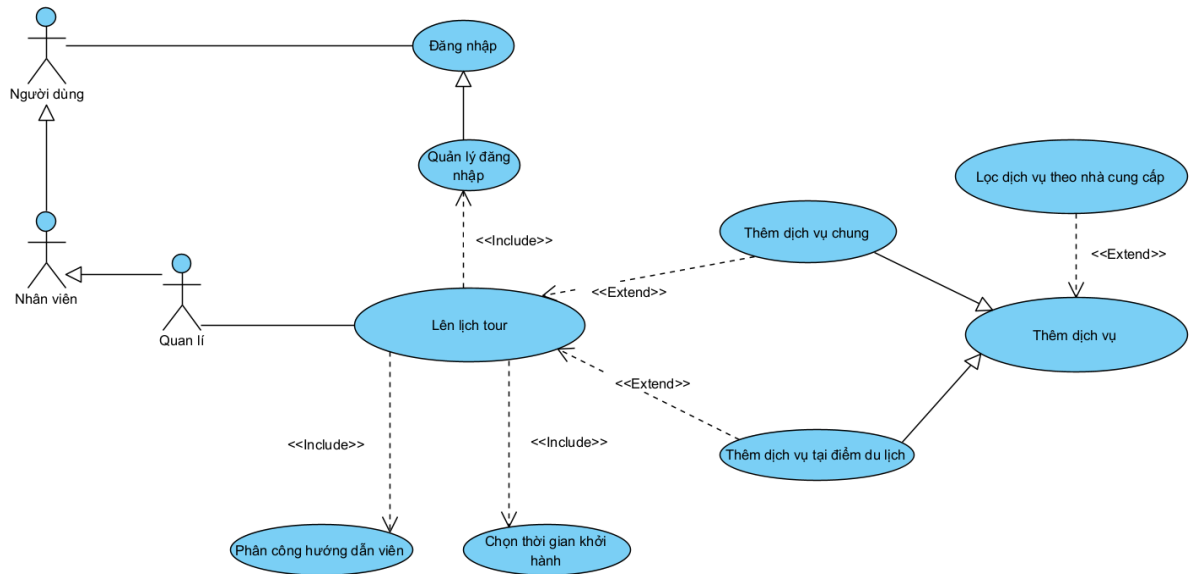 Đăng nhập
Người dùng
Quản lý đăng
nhập
Lọc dịch vụ theo nhà cung cấp
Thêm dịch vụ chung
<<Include>>
<<Extend>>
<<Extend>>
Nhân viên
Lên lịch tour
Quan lí
Thêm dịch vụ
<<Extend>>
<<Include>>
<<Include>>
Thêm dịch vụ tại điểm du lịch
Phân công hướng dẫn viên
Chọn thời gian khởi
hành